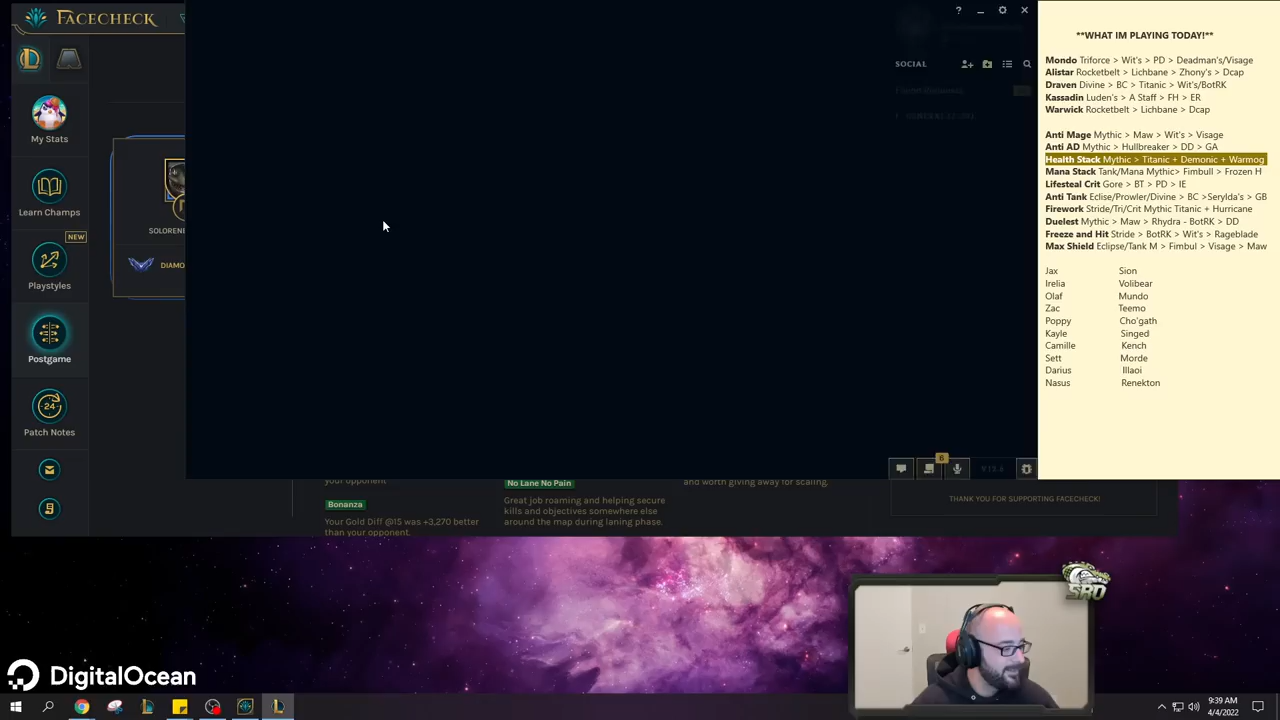 FACECHECK
My Stats
Learn Champs
NEW
Playstyles
Postgame
24
Patch Notes
DIAMO
SOLORENE
SOCIAL
?
GENERAL
V12.6
6
your opponent
Bonanza
Your Gold Diff @15 was +3,270 better
than your opponent.
No Lane No Pain
Great job roaming and helping secure
kills and objectives somewhere else
around the map during laning phase.
and worth giving away for scaling.
THANK YOU FOR SUPPORTING FACECHECK!
**WHAT IM PLAYING TODAY!**
Mondo Triforce > Wit's > PD > Deadman's/Visage
Alistar Rocketbelt > Lichbane > Zhony's > Dcap
Draven Divine > BC > Titanic > Wit's/BotRK
Kassadin Luden's > A Staff > FH > ER
Warwick Rocketbelt > Lichbane > Dcap
Anti Mage Mythic > Maw > Wit's > Visage
Anti AD Mythic > Hullbreaker > DD > GA
Health Stack Mythic > Titanic + Demonic + Warmog
Mana Stack Tank/Mana Mythic> Fimbull > Frozen H
Lifesteal Crit Gore > BT > PD > IE
Anti Tank Eclise/Prowler/Divine > BC >Serylda's > GB
Firework Stride/Tri/Crit Mythic Titanic + Hurricane
Duelest Mythic > Maw > Rhydra - BotRK > DD
Freeze and Hit Stride > BotRK > Wit's > Rageblade
Max Shield Eclipse/Tank M > Fimbul > Visage > Maw
Jax Sion
Irelia Volibear
Olaf Mundo
Zac Teemo
Poppy Cho'gath
Kayle Singed
Camille Kench
Sett Morde
Darius Illaoi
Nasus Renekton
SRO
DigitalOcean
9:39 AM
4/4/2022